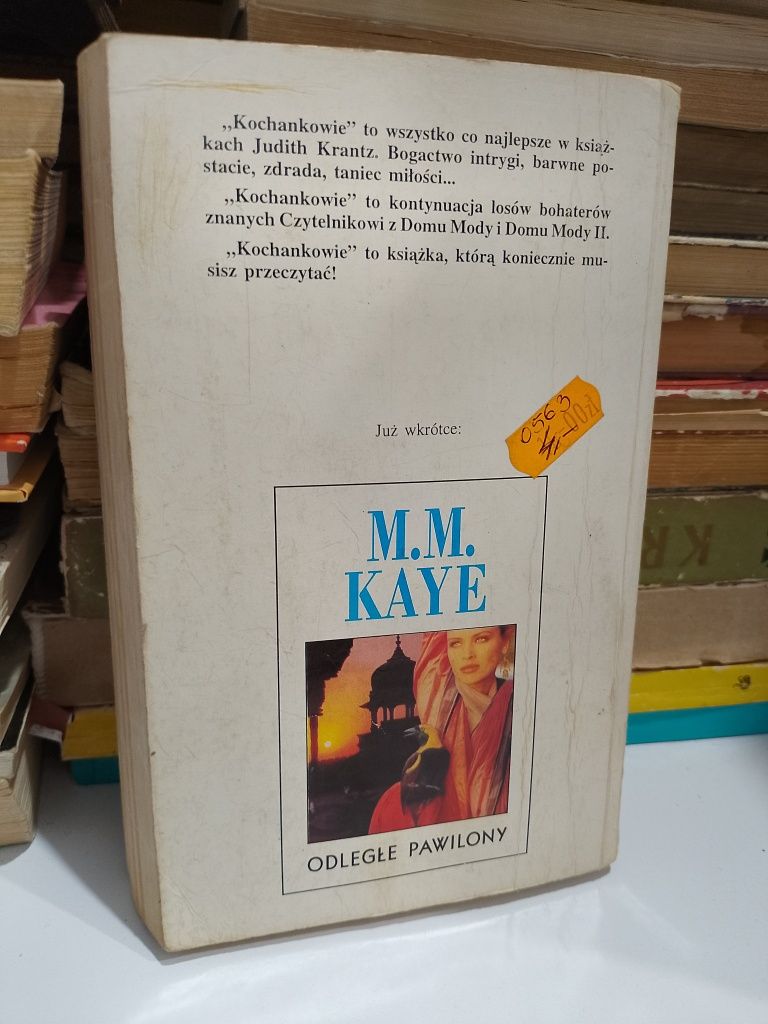 „Kochankowie” to wszystko co najlepsze w książ-
kach Judith Krantz. Bogactwo intrygi, barwne po-
stacie, zdrada, taniec miłości...
„Kochankowie” to kontynuacja losów bohaterów
znanych Czytelnikowi z Domu Mody i Domu Mody II.
„Kochankowie” to książka, którą koniecznie mu-
sisz przeczytać!
Już wkrótce:
0563
M.M.
KAYE
ODLEGŁE PAWILONY
KR